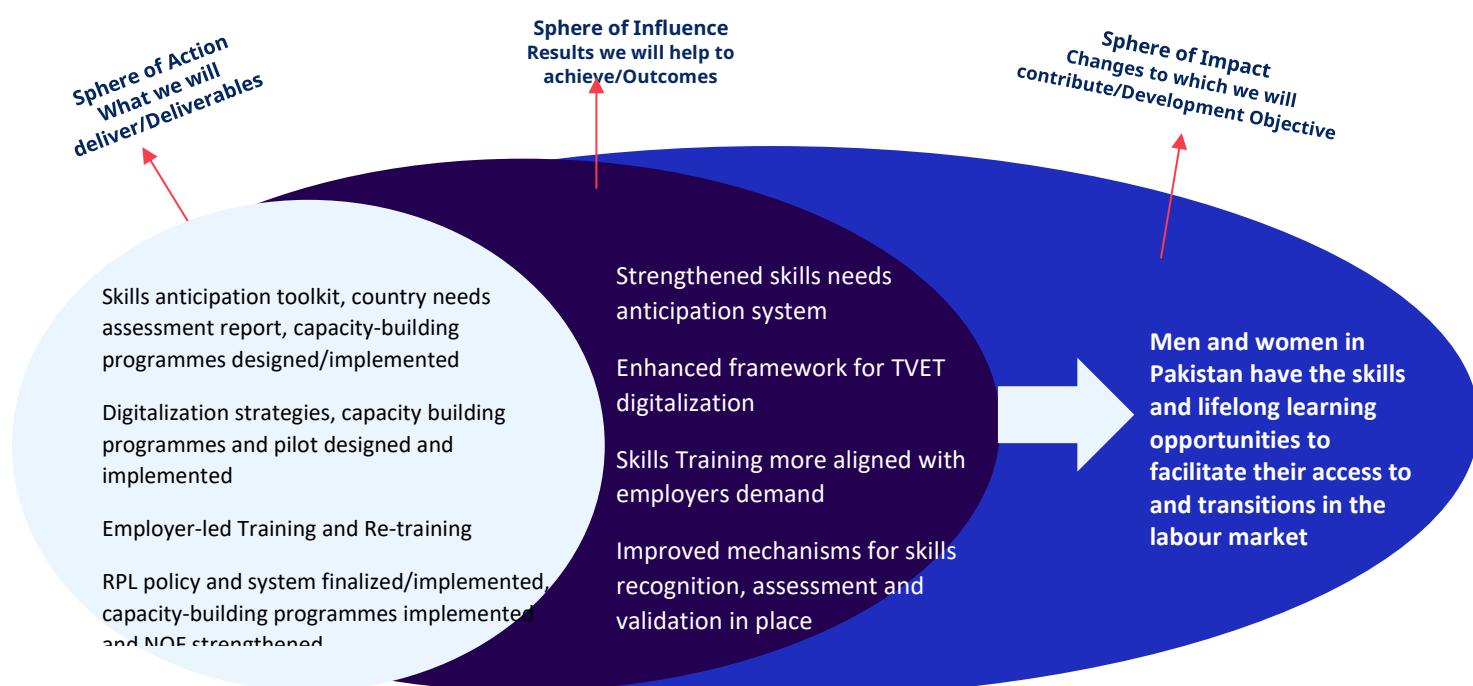 Sphere of Action
What we will
deliver/Deliverables
Sphere of Influence
Results we will help to
achieve/Outcomes
Sphere of Impact
Changes to which we will
contribute/Development Objective
Skills anticipation toolkit, country needs
assessment report, capacity-building
programmes designed/implemented
Digitalization strategies, capacity building
programmes and pilot designed and
implemented
Employer-led Training and Re-training
RPL policy and system finalized/implemented,
capacity-building programmes implemented
and NQF strengthened
Strengthened skills needs
anticipation system
Enhanced framework for TVET
digitalization
Skills Training more aligned with
employers demand
Improved mechanisms for skills
recognition, assessment and
validation in place
Men and women in
Pakistan have the skills
and lifelong learning
opportunities to
facilitate their access to
and transitions in the
labour market